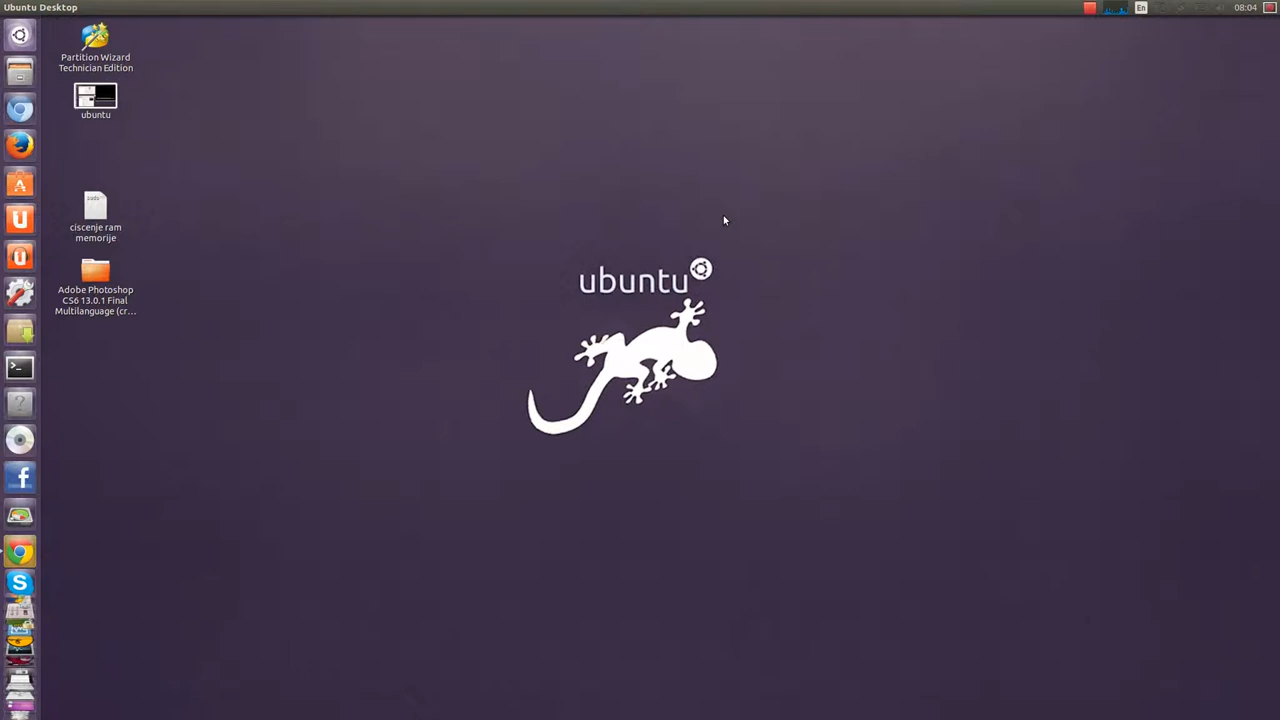 Ubuntu Desktop
En
08:04
Partition Wizard
Technician Edition
ubuntu
ciscenje ram
memorije
Adobe Photoshop
CS6 13.0.1 Final
Multilanguage (cr...
ubuntu